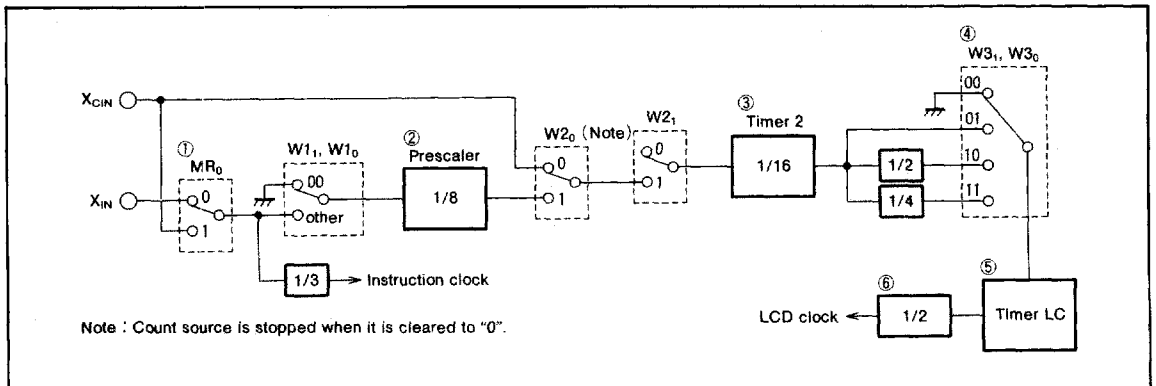 ④
W3₁, W3₀
00
01
10
11
X_CIN
①
MR₀
0
1
X_IN
W1₁, W1₀
00
other
②
Prescaler
1/8
W2₀ (Note)
0
1
W2₁
0
1
③
Timer 2
1/16
1/2
1/4
1/3
Instruction clock
⑤
Timer LC
⑥
1/2
LCD clock
Note : Count source is stopped when it is cleared to “0”.